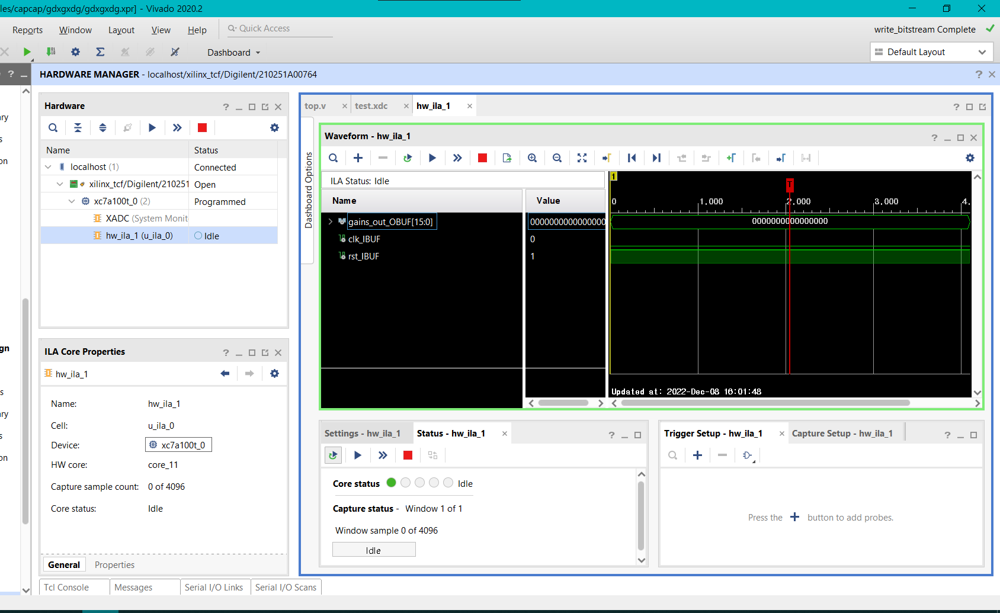 les/capcap/gdxgxdg/gdxgxdg.xpr] - Vivado 2020.2
Reports Window Layout View Help Quick Access
write_bitstream Complete
Dashboard
Default Layout
HARDWARE MANAGER - localhost/xilinx_tcf/Digilent/210251A00764
ry
s
on
gn
s
ry
s
on
Hardware
Name Status
localhost (1) Connected
xilinx_tcf/Digilent/210251 Open
xc7a100t_0 (2) Programmed
XADC (System Monit
hw_ila_1 (u_ila_0) Idle
ILA Core Properties
hw_ila_1
Name: hw_ila_1
Cell: u_ila_0
Device: xc7a100t_0
HW core: core_11
Capture sample count: 0 of 4096
Core status: Idle
General Properties
Tcl Console Messages Serial I/O Links Serial I/O Scans
top.v test.xdc hw_ila_1
Dashboard Options
Waveform - hw_ila_1
ILA Status: Idle
Name Value
gains_out_OBUF[15:0] 0000000000000000
clk_IBUF 0
rst_IBUF 1
1
T
0 1,000 2,000 3,000 4,
0000000000000000
Updated at: 2022-Dec-08 16:01:48
Settings - hw_ila_1 Status - hw_ila_1
Core status Idle
Capture status - Window 1 of 1
Window sample 0 of 4096
Idle
Trigger Setup - hw_ila_1 Capture Setup - hw_ila_1
Press the + button to add probes.